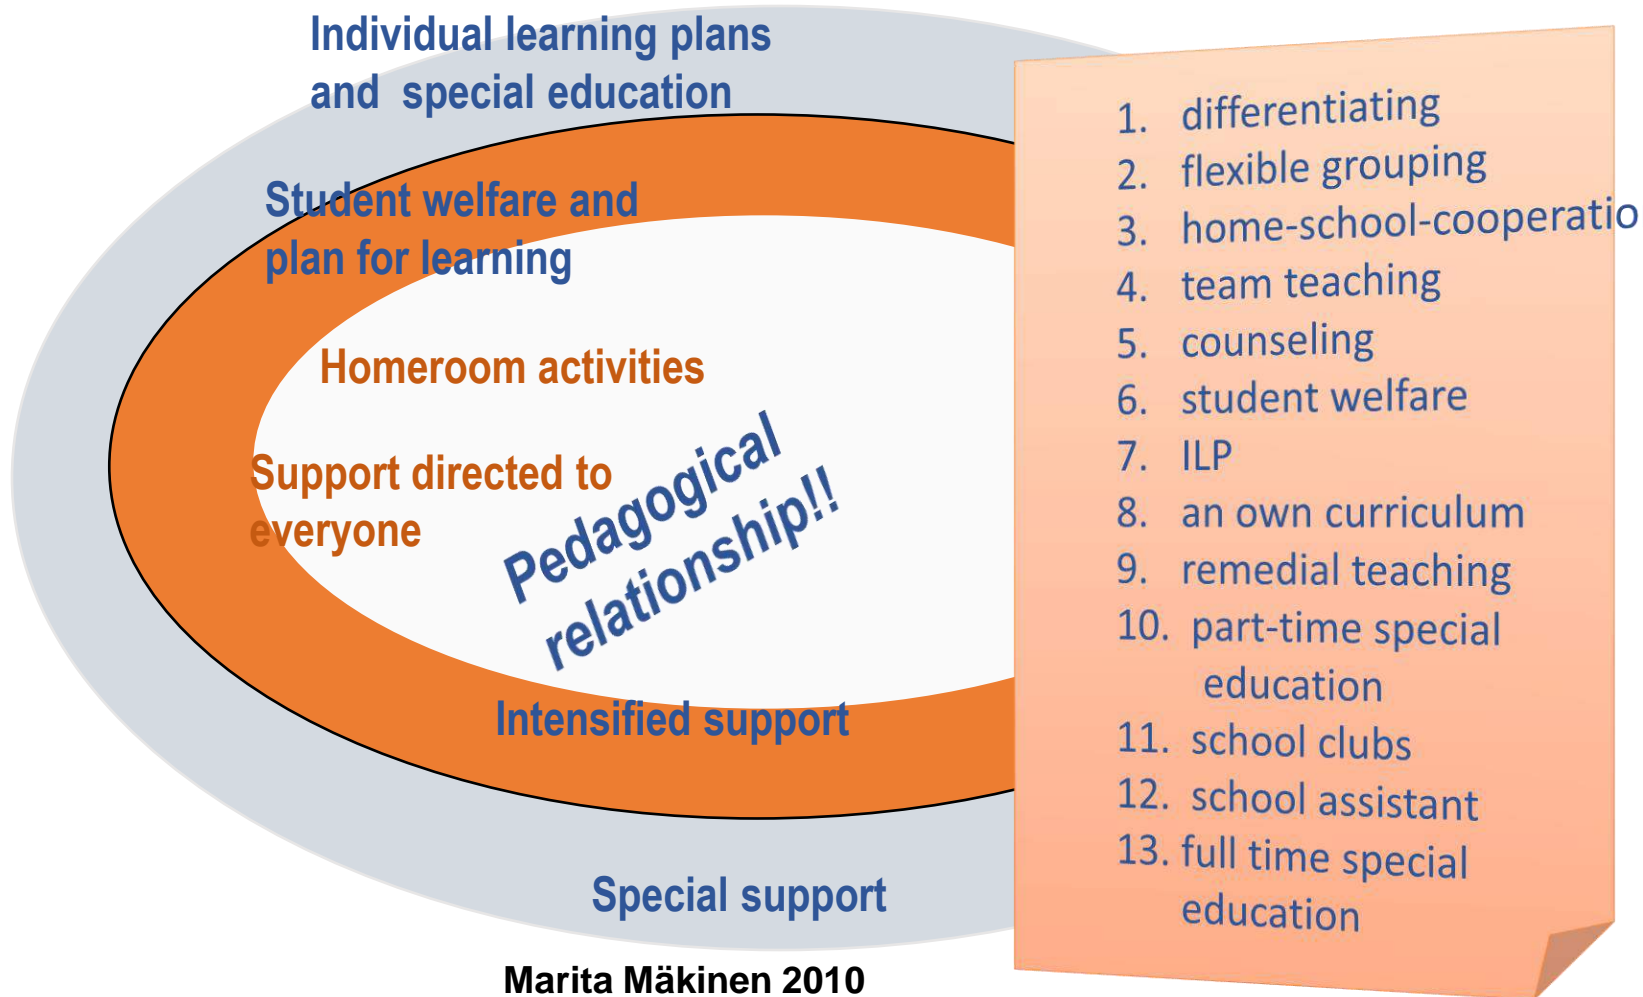 Individual learning plans
and special education
Student welfare and
plan for learning
Homeroom activities
Support directed to
everyone
Pedagogical
relationship!!
Intensified support
Special support
Marita Mäkinen 2010
1. differentiating
2. flexible grouping
3. home-school-cooperatio
4. team teaching
5. counseling
6. student welfare
7. ILP
8. an own curriculum
9. remedial teaching
10. part-time special
education
11. school clubs
12. school assistant
13. full time special
education